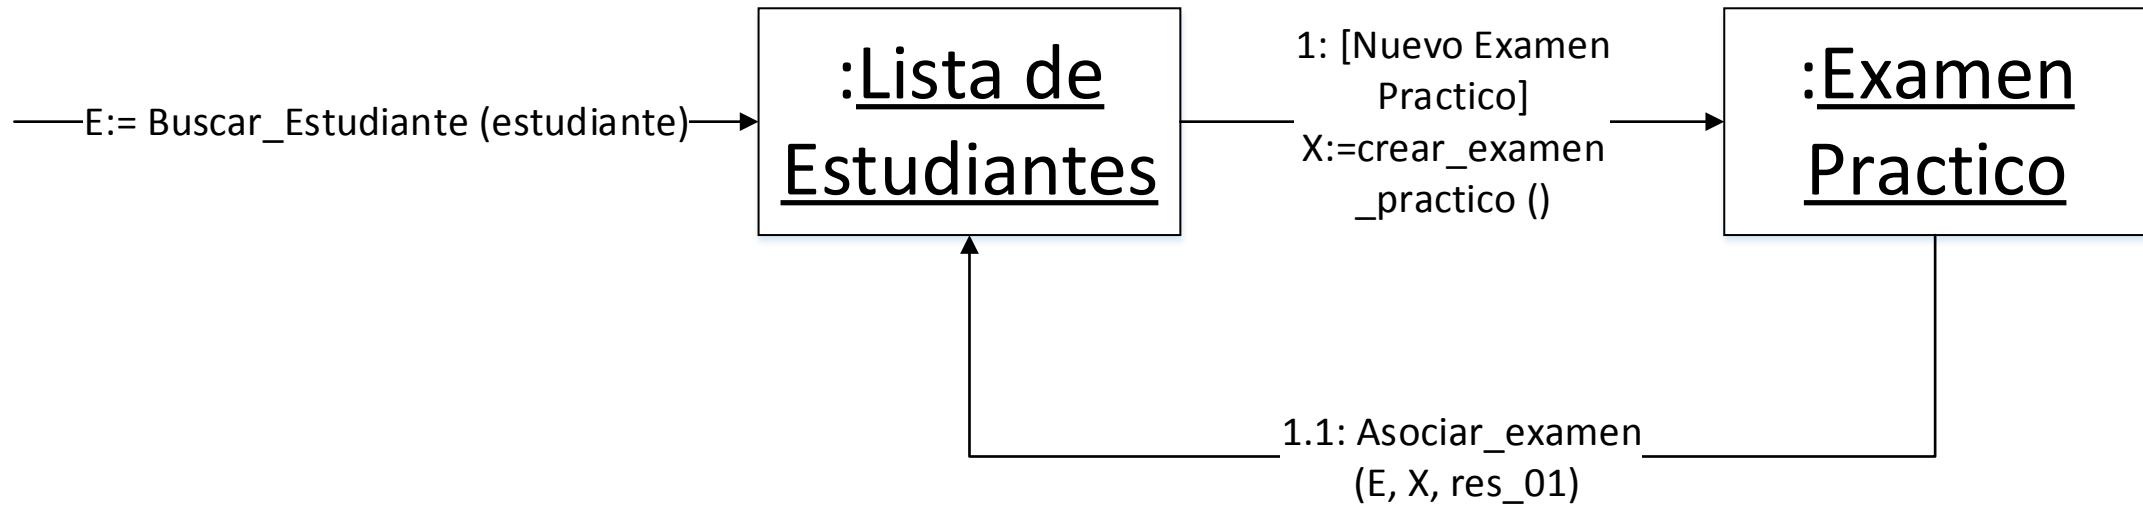 E:= Buscar_Estudiante (estudiante)
:Lista de
Estudiantes
1: [Nuevo Examen
Practico]
X:=crear_examen
_practico ()
:Examen
Practico
1.1: Asociar_examen
(E, X, res_01)